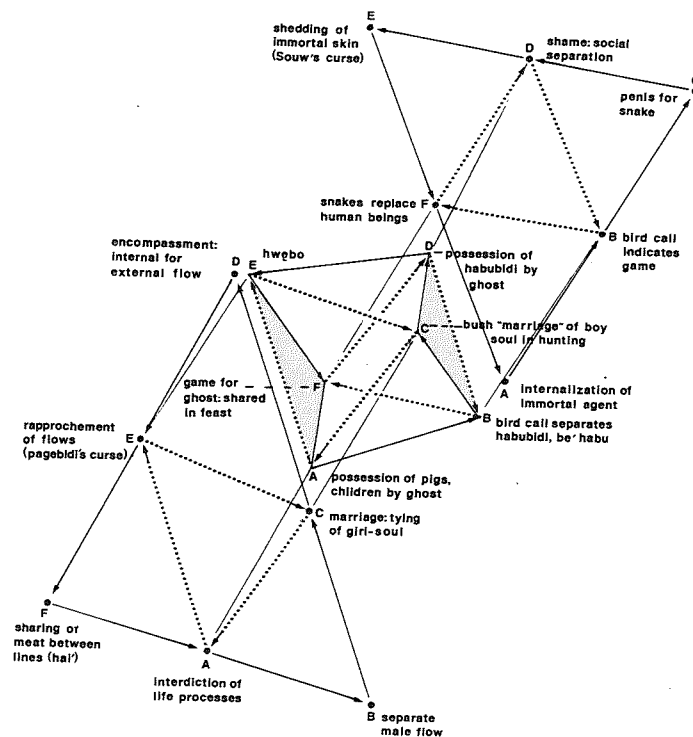 E
shedding of
immortal skin
(Souw's curse)
D
shame: social
separation
penis for
snake
snakes replace
human beings
F
B bird call
indicates
game
encompassment:
internal for
external flow
D E
hwębo
D
possession of
habubidi by
ghost
C
bush "marriage" of boy
soul in hunting
game for
ghost: shared
in feast
F
A
internalization of
immortal agent
B
bird call separates
habubidi, be' habu
rapprochement
of flows
(pagebidi's curse)
E
A
possession of pigs,
children by ghost
C
marriage: tying
of girl-soul
F
sharing of
meat between
lines (hai')
A
interdiction of
life processes
B separate
male flow